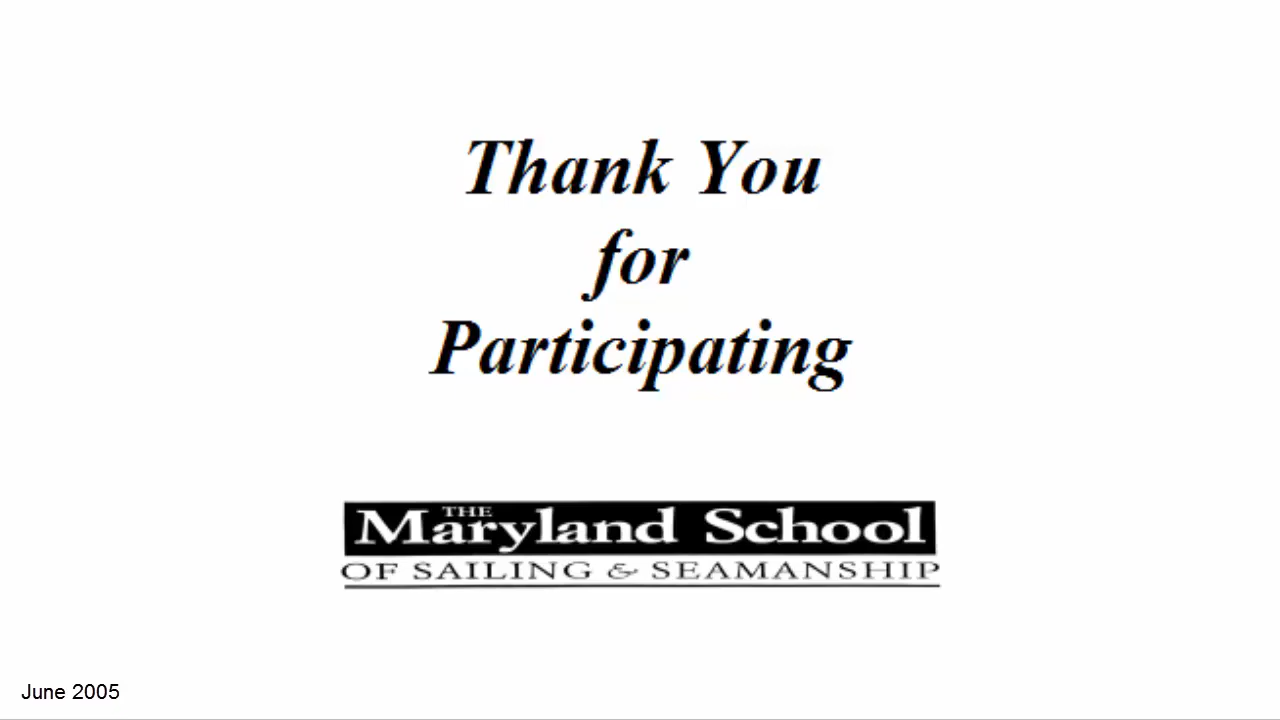 Thank You
for
Participating
THE
Maryland School
OF SAILING & SEAMANSHIP
June 2005